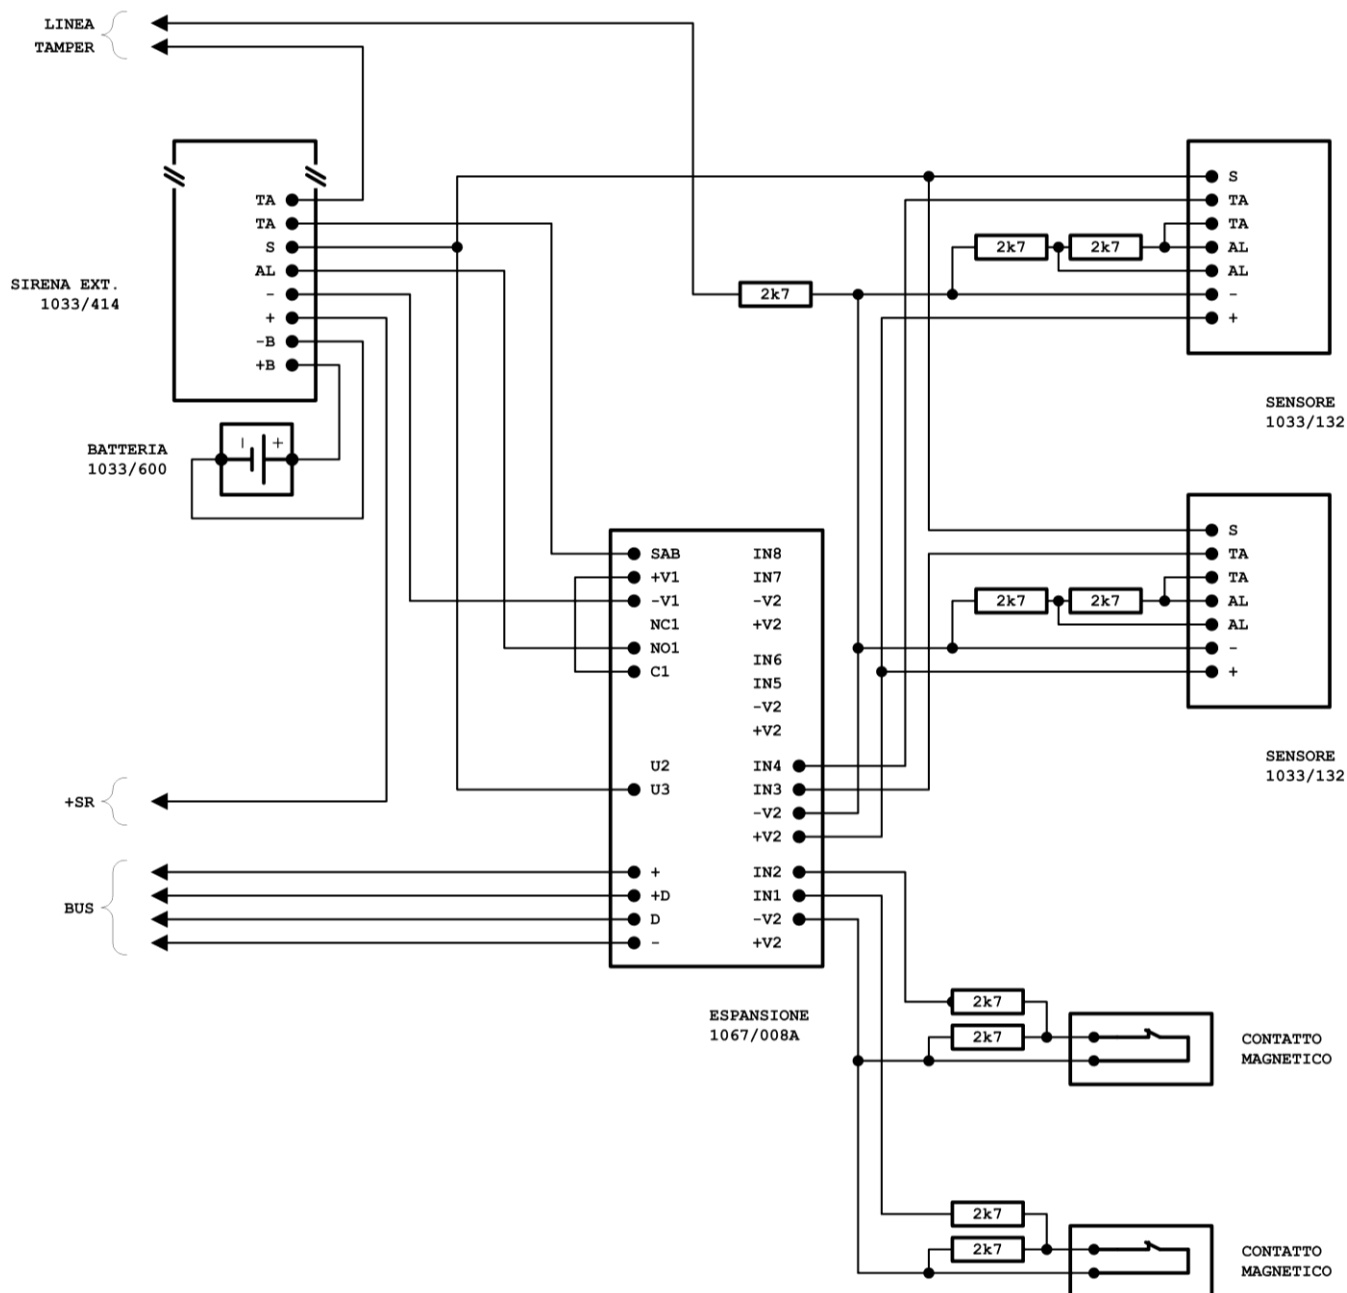 LINEA
TAMPER
TA
TA
S
AL
-
+
-B
+B
SIRENA EXT.
1033/414
BATTERIA
1033/600
- +
2k7
S
TA
TA
AL
AL
-
+
2k7 2k7
SENSORE
1033/132
S
TA
TA
AL
AL
-
+
2k7 2k7
SENSORE
1033/132
SAB IN8
+V1 IN7
-V1 -V2
NC1 +V2
NO1 IN6
C1 IN5
-V2
+V2
U2 IN4
U3 IN3
-V2
+V2
+ IN2
+D IN1
D -V2
- +V2
+SR
BUS
ESPANSIONE
1067/008A
2k7
2k7
CONTATTO
MAGNETICO
2k7
2k7
CONTATTO
MAGNETICO